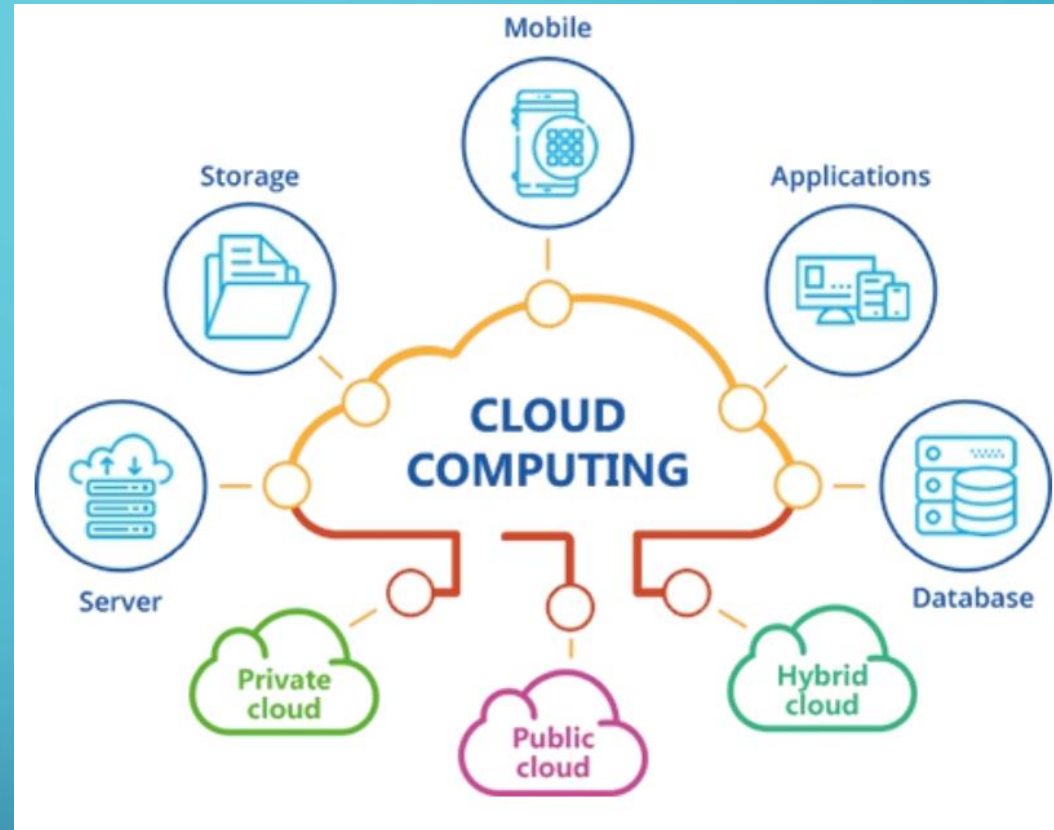 Mobile
Storage
Applications
CLOUD
COMPUTING
Server
Database
Private
cloud
Public
cloud
Hybrid
cloud